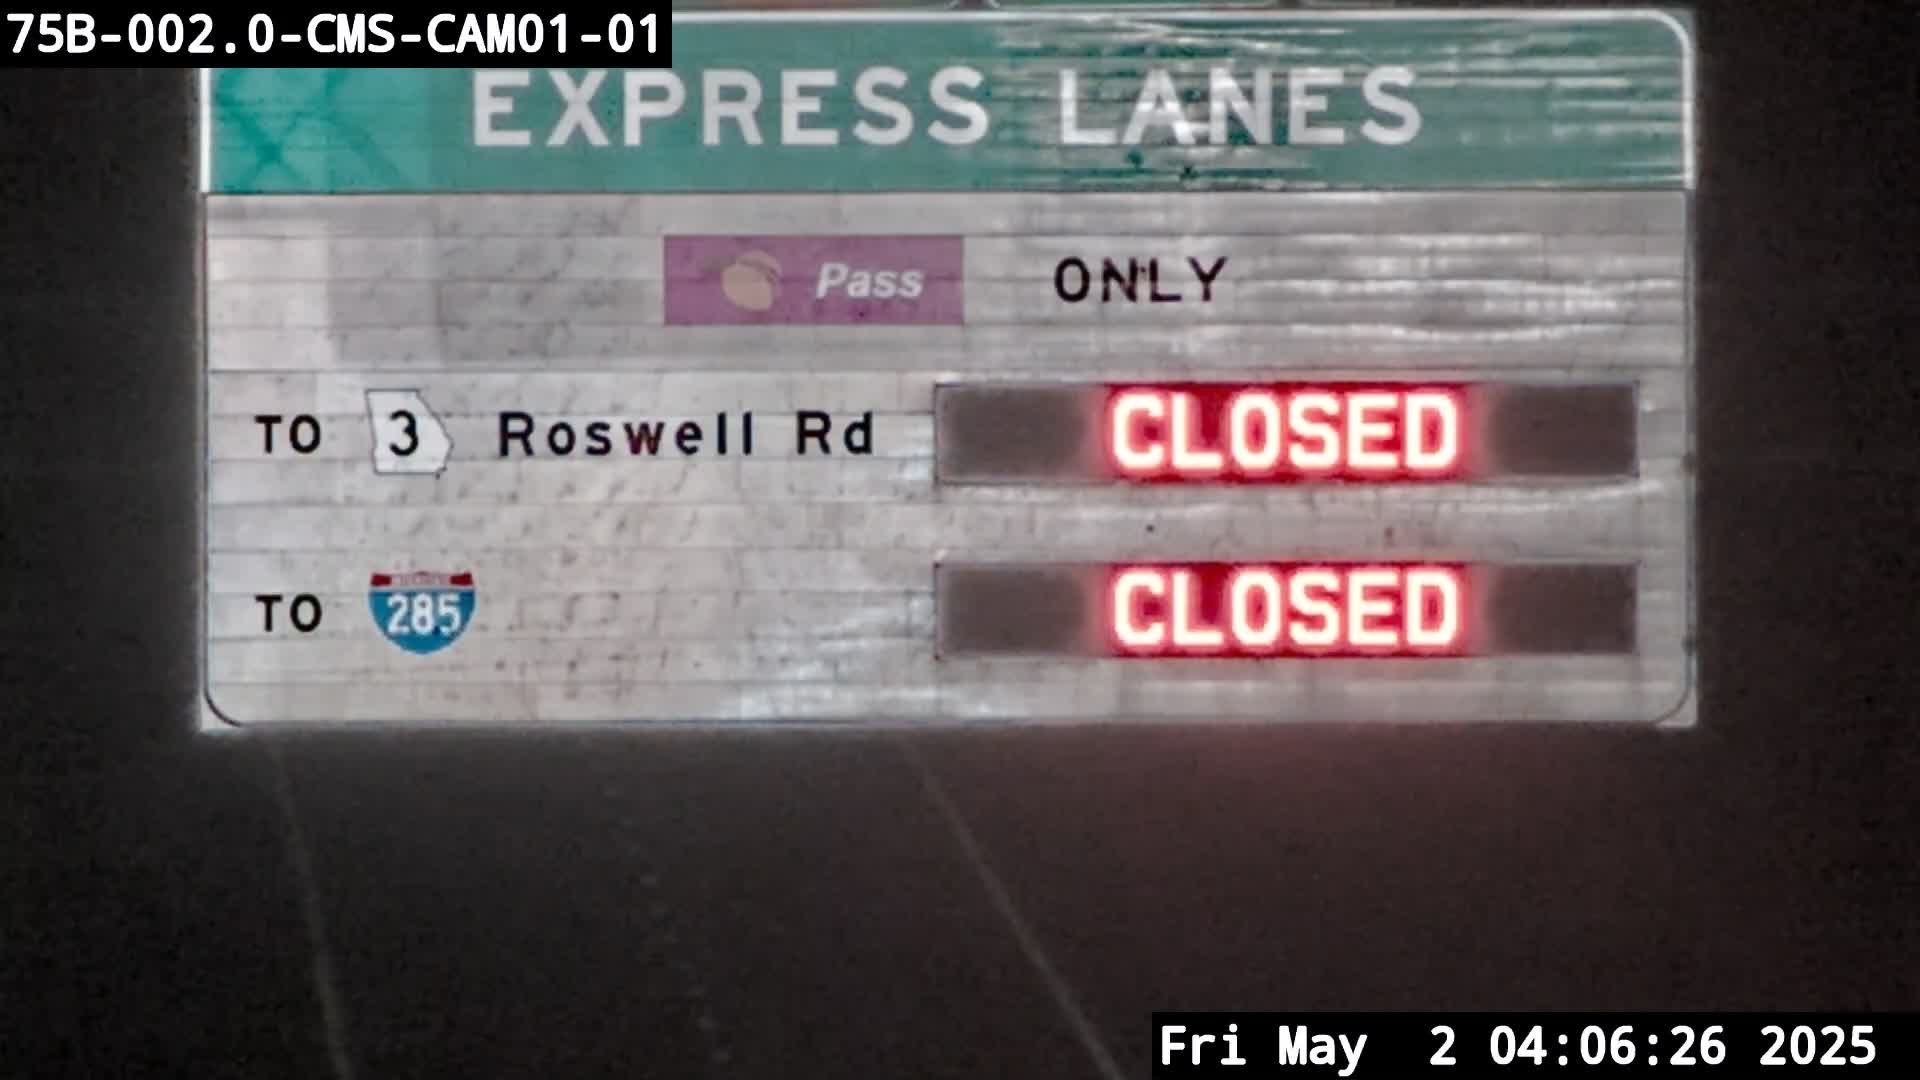 75B-002.0-CMS-CAM01-01
EXPRESS LANES
Pass ONLY
TO 3 Roswell Rd CLOSED
TO 285 CLOSED
Fri May 2 04:06:26 2025